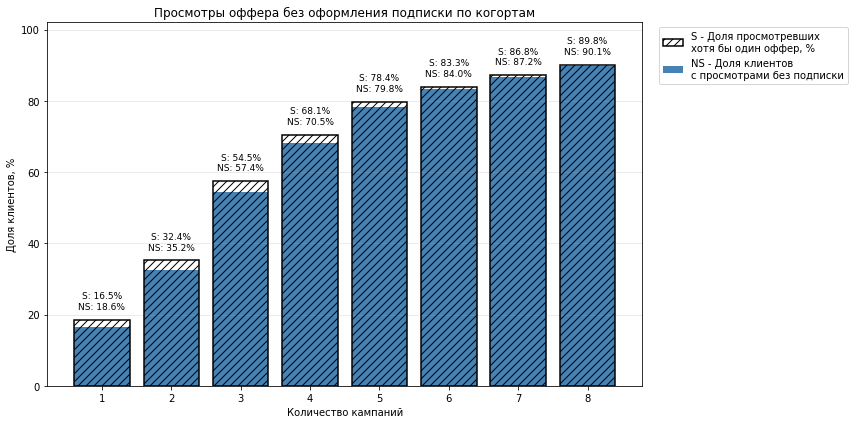 Просмотры оффера без оформления подписки по когортам
S - Доля просмотревших
хотя бы один оффер, %
NS - Доля клиентов
с просмотрами без подписки
Доля клиентов, %
100
80
60
40
20
0
S: 16.5%
NS: 18.6%
S: 32.4%
NS: 35.2%
S: 54.5%
NS: 57.4%
S: 68.1%
NS: 70.5%
S: 78.4%
NS: 79.8%
S: 83.3%
NS: 84.0%
S: 86.8%
NS: 87.2%
S: 89.8%
NS: 90.1%
1 2 3 4 5 6 7 8
Количество кампаний